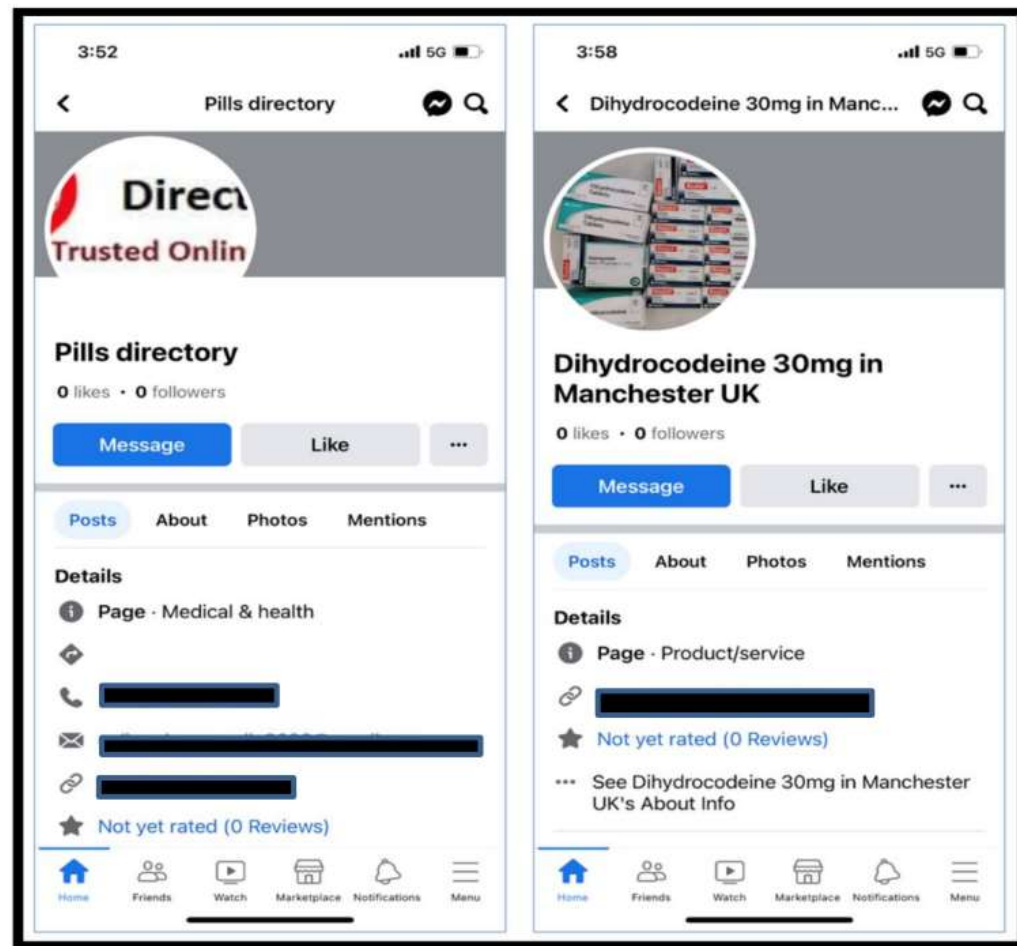 3:52
5G
Pills directory
Direc
Trusted Onlin
Pills directory
0 likes • 0 followers
Message
Like
Posts
About
Photos
Mentions
Details
Page · Medical & health
Not yet rated (0 Reviews)
Home
Friends
Watch
Marketplace
Notifications
Menu
3:58
5G
Dihydrocodeine 30mg in Manc...
Dihydrocodeine 30mg in
Manchester UK
0 likes • 0 followers
Message
Like
Posts
About
Photos
Mentions
Details
Page · Product/service
Not yet rated (0 Reviews)
See Dihydrocodeine 30mg in Manchester
UK's About Info
Home
Friends
Watch
Marketplace
Notifications
Menu